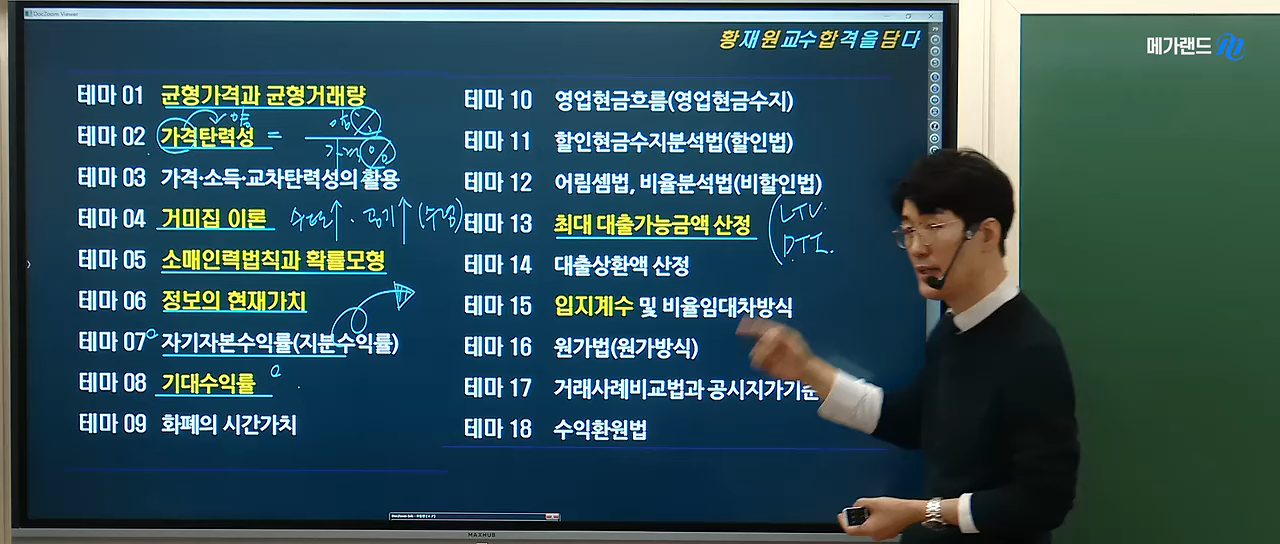 DocZoom Viewer
황재원교수합격을담다
메가랜드
테마 01 균형가격과 균형거래량
테마 02 가격탄력성 =
양%
가격%
테마 03 가격·소득·교차탄력성의 활용
테마 04 거미집 이론
테마 05 소매인력법칙과 확률모형
테마 06 정보의 현재가치
테마 07 자기자본수익률(지분수익률)
테마 08 기대수익률
테마 09 화폐의 시간가치
테마 10 영업현금흐름(영업현금수지)
테마 11 할인현금수지분석법(할인법)
테마 12 어림셈법, 비율분석법(비할인법)
테마 13 최대 대출가능금액 산정
LTV
DTI
테마 14 대출상환액 산정
테마 15 입지계수 및 비율임대차방식
테마 16 원가법(원가방식)
테마 17 거래사례비교법과 공시지가기준
테마 18 수익환원법
MAXHUB